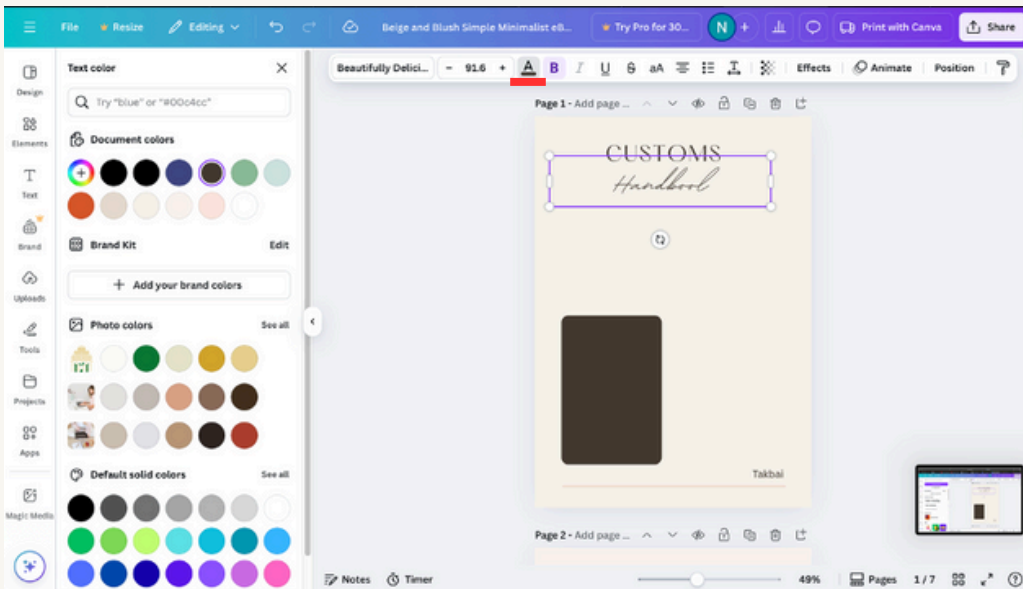 File Resize Editing Beige and Blush Simple Minimalist eB... Try Pro for 30... N + Print with Canva Share
Design
Elements
Text
Brand
Uploads
Tools
Projects
Apps
Magic Media
Text color
Try "blue" or "#00c4cc"
Document colors
Brand Kit Edit
+ Add your brand colors
Photo colors See all
Default solid colors See all
Beautifully Delici... - 91.6 + A B I U S aA Effects Animate Position
Page 1 - Add page ...
CUSTOMS
Handbook
Takbai
Page 2 - Add page ...
Notes Timer 49% Pages 1/7